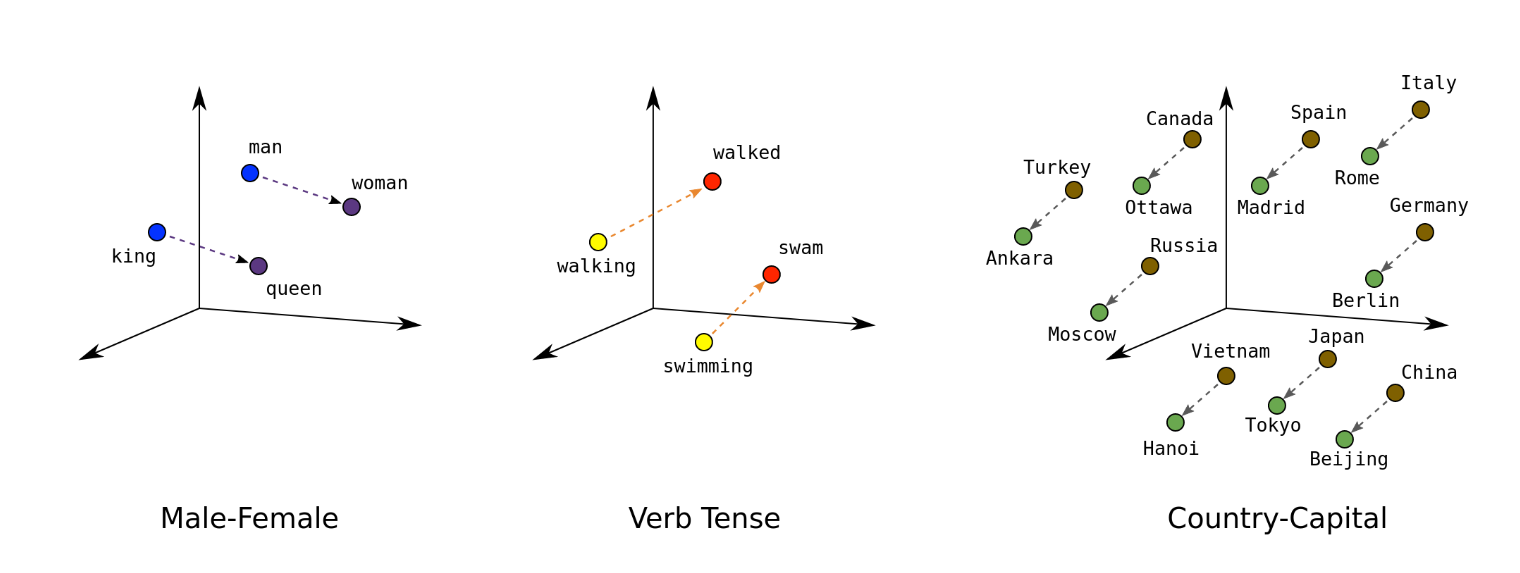 man
woman
king
queen
Male-Female
walked
walking
swam
swimming
Verb Tense
Italy
Canada
Spain
Turkey
Rome
Ottawa
Madrid
Germany
Russia
Ankara
Berlin
Moscow
Japan
Vietnam
China
Tokyo
Hanoi
Beijing
Country-Capital